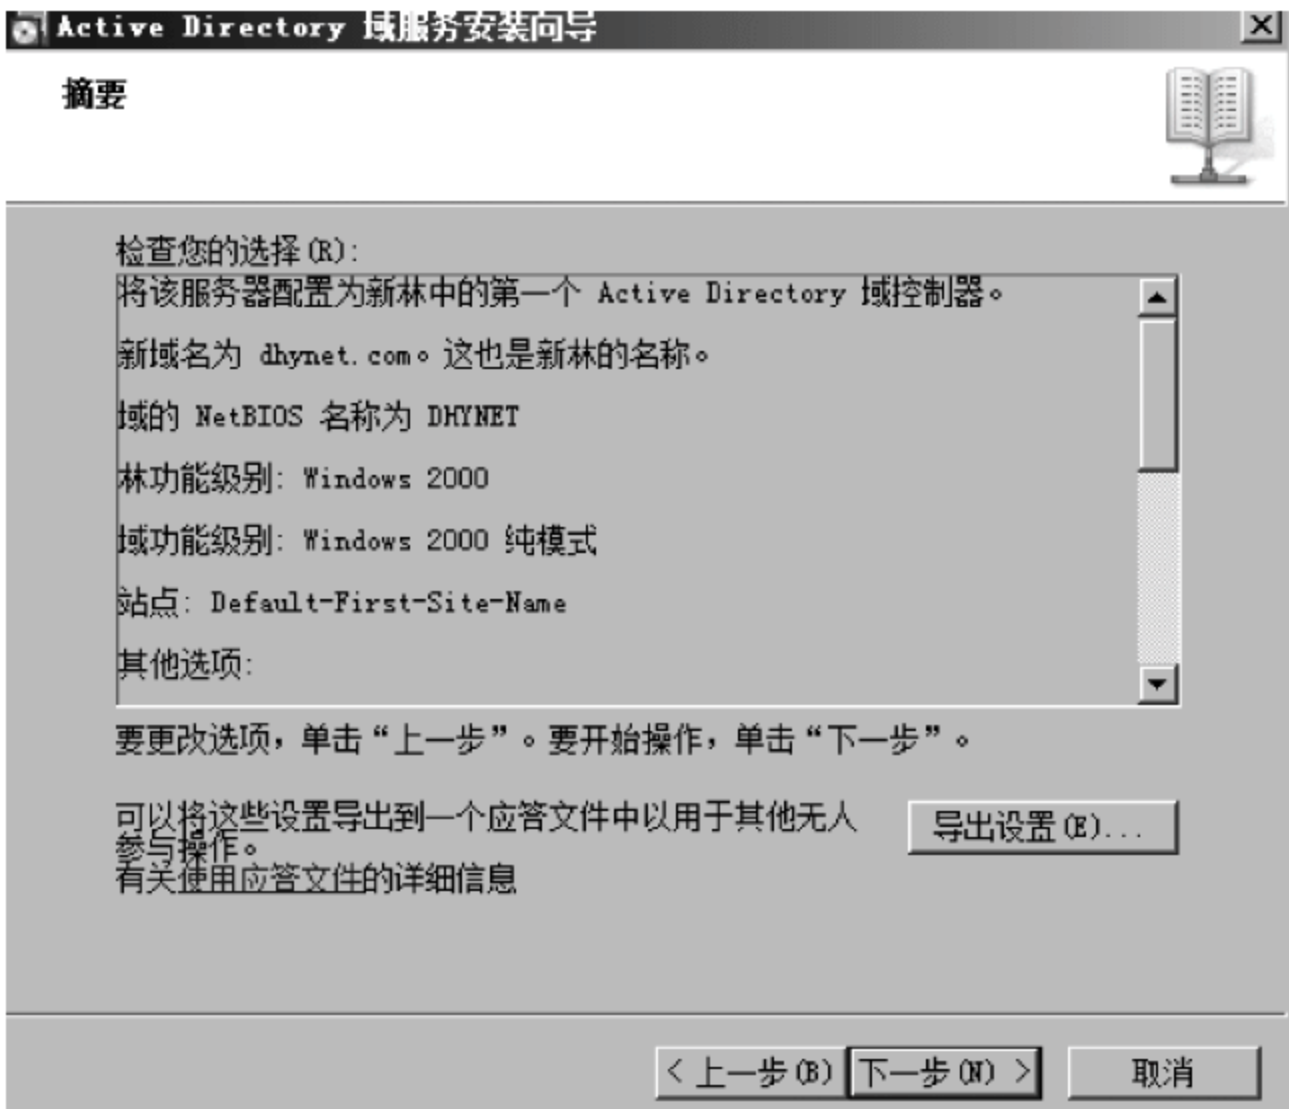 Active Directory 域服务安装向导
摘要
检查您的选择(R):
将该服务器配置为新林中的第一个 Active Directory 域控制器。
新域名为 dhynet.com。这也是新林的名称。
域的 NetBIOS 名称为 DHYNET
林功能级别: Windows 2000
域功能级别: Windows 2000 纯模式
站点: Default-First-Site-Name
其他选项:
要更改选项，单击“上一步”。要开始操作，单击“下一步”。
可以将这些设置导出到一个应答文件中以用于其他无人
参与操作。
导出设置(E)...
有关使用应答文件的详细信息
< 上一步(B) 下一步(N) > 取消